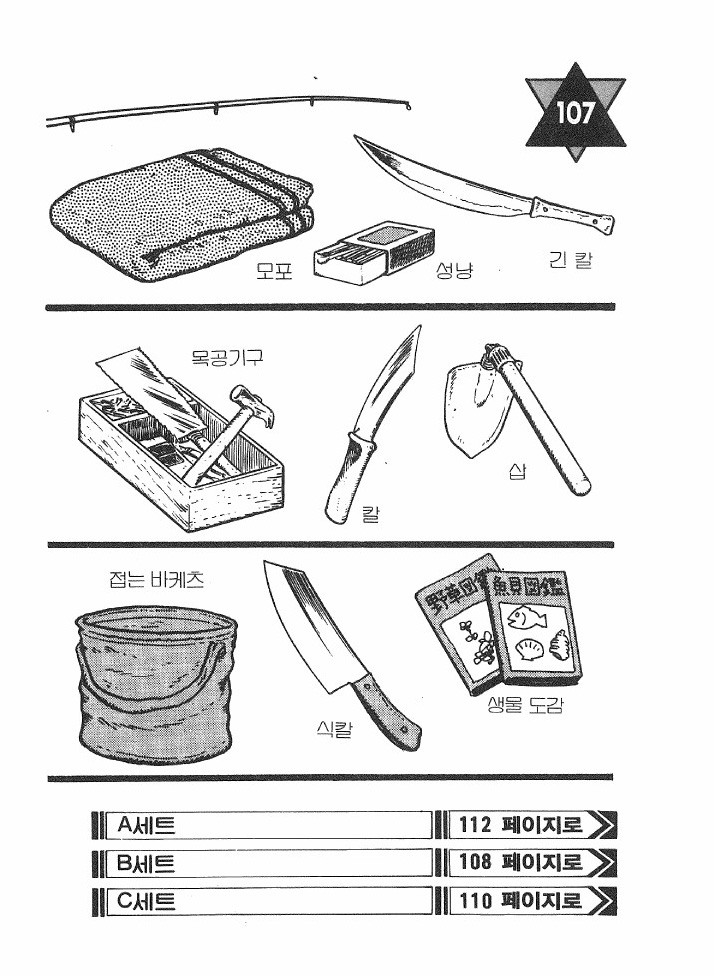 107
모포
성냥
긴 칼
목공기구
칼
삽
접는 바케츠
식칼
野草図鑑
魚貝図鑑
생물 도감
A세트
112 페이지로
B세트
108 페이지로
C세트
110 페이지로